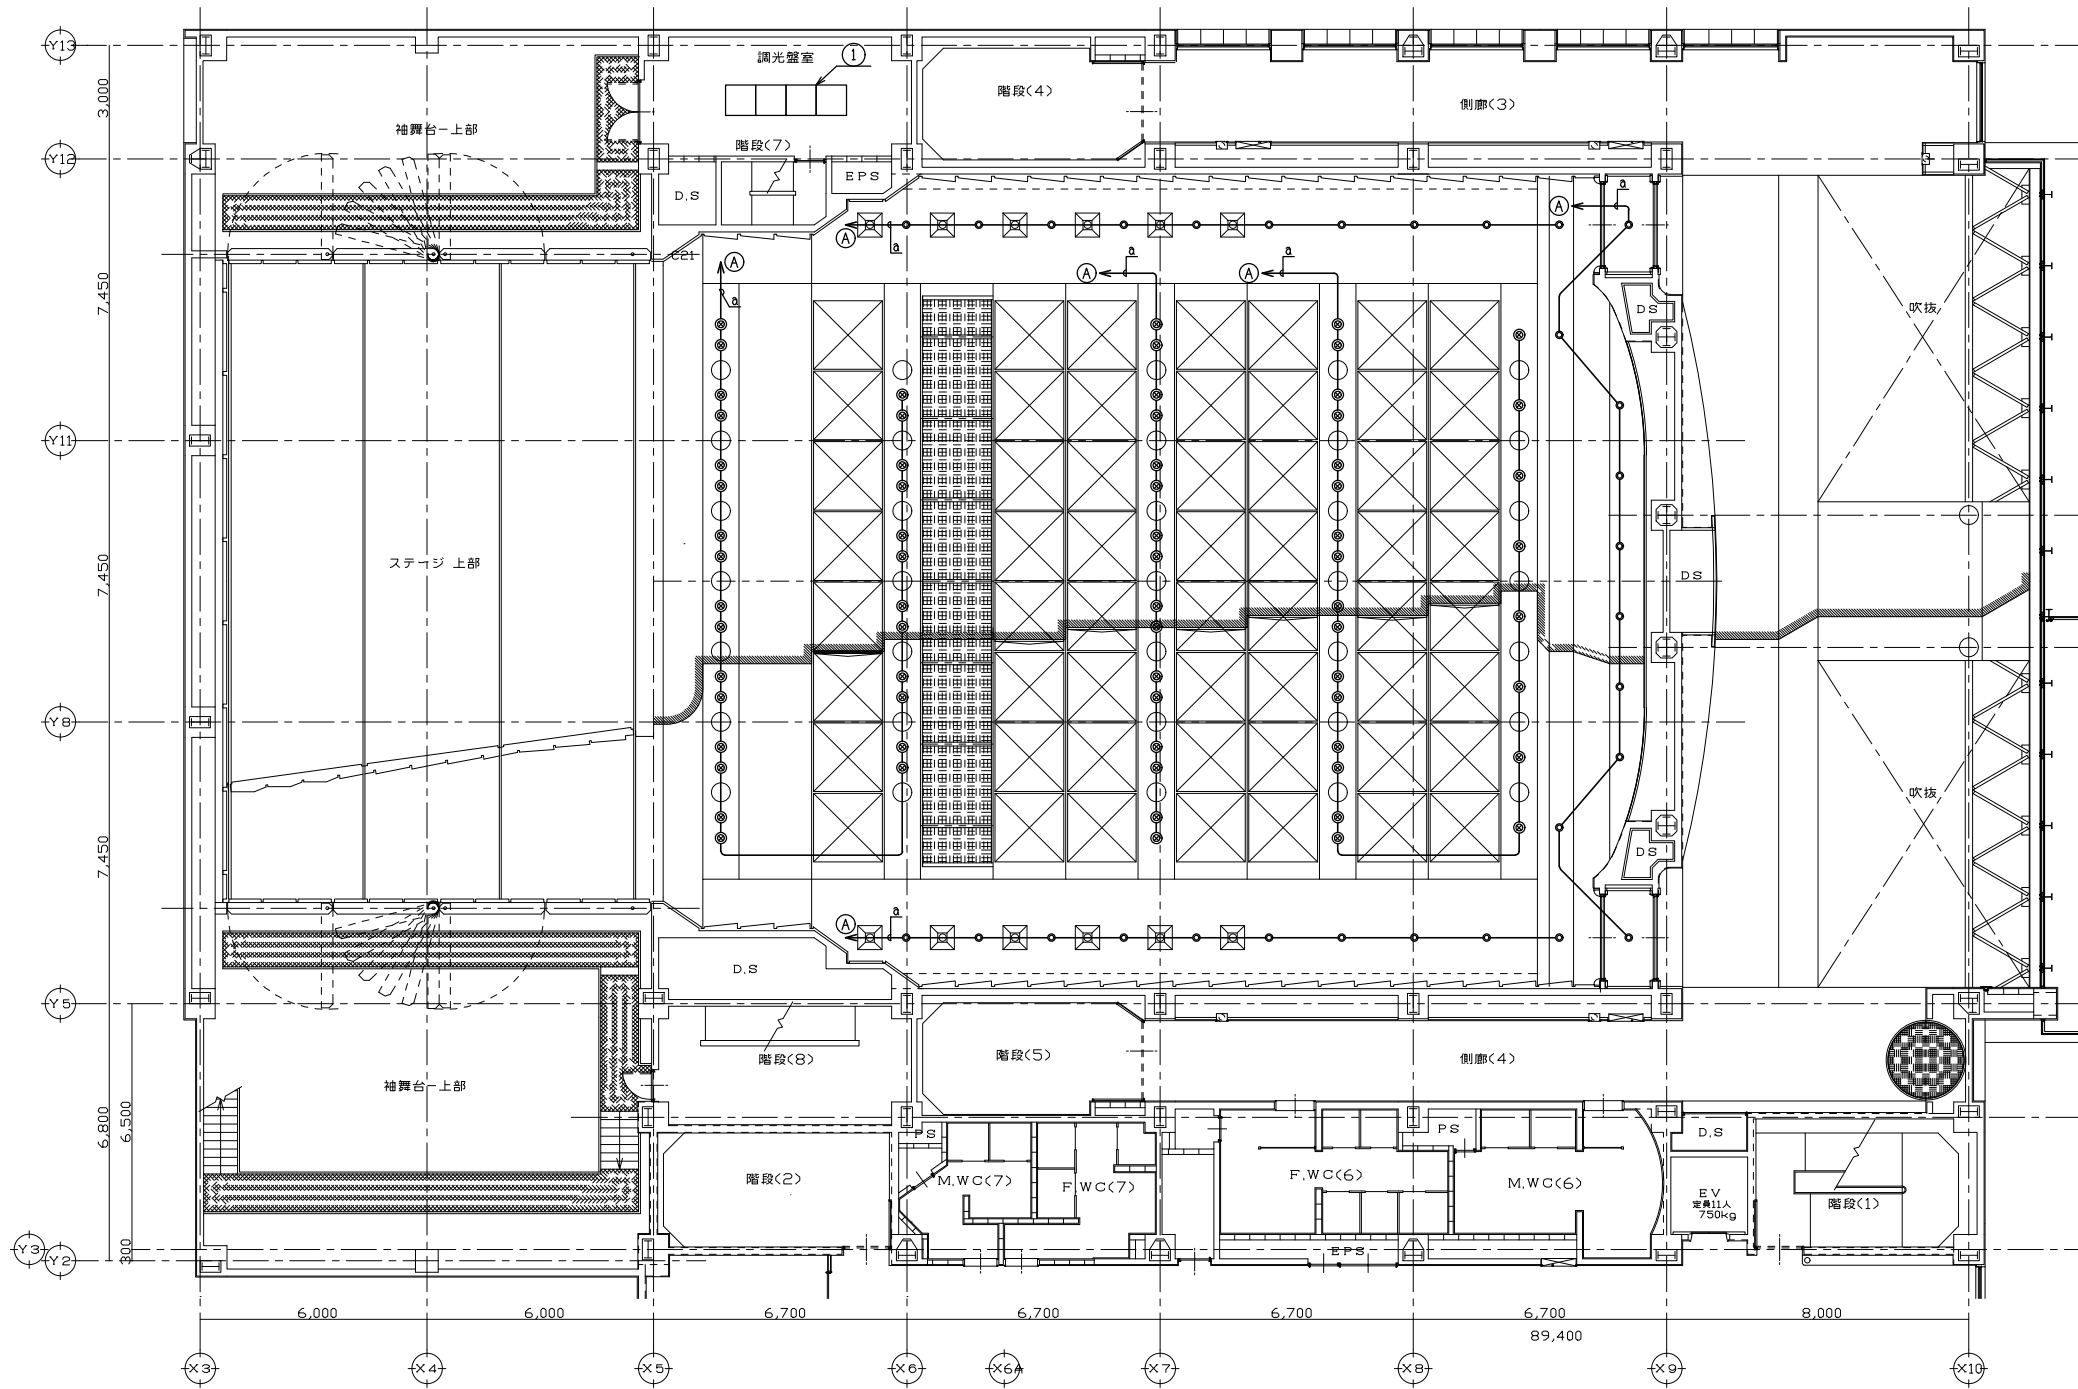 Y13
調光盤室
1
3,000
階段(4)
側廊(3)
袖舞台-上部
階段(7)
Y12
EPS
D,S
a
A
A
a
C21
A
a
A
a
A
a
7,450
DS
吹抜
Y11
ステージ 上部
7,450
DS
Y8
吹抜
7,450
DS
A
a
D,S
Y5
階段(8)
階段(5)
側廊(4)
袖舞台-上部
6,800
6,500
PS
PS
D,S
階段(2)
M,WC(7)
F,WC(7)
F,WC(6)
M,WC(6)
EV
定員11人
750kg
階段(1)
Y3
Y2
300
EPS
6,000
6,000
6,700
6,700
6,700
6,700
8,000
89,400
X3
X4
X5
X6
X6A
X7
X8
X9
X10